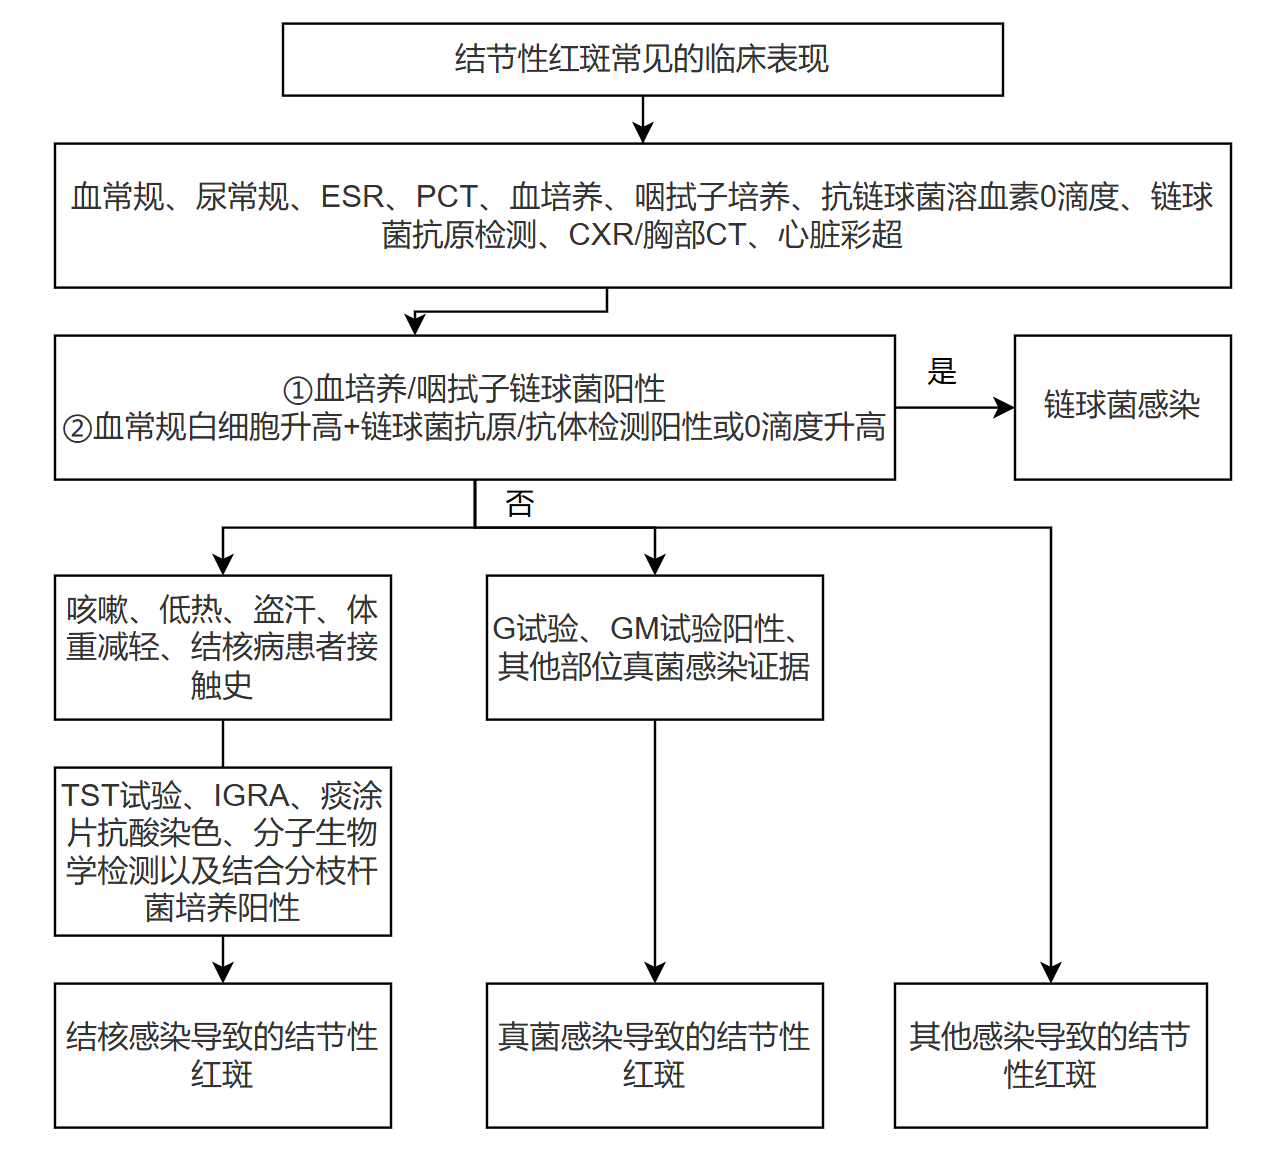 结节性红斑常见的临床表现
血常规、尿常规、ESR、PCT、血培养、咽拭子培养、抗链球菌溶血素0滴度、链球
菌抗原检测、CXR/胸部CT、心脏彩超
①血培养/咽拭子链球菌阳性
②血常规白细胞升高+链球菌抗原/抗体检测阳性或0滴度升高
是
链球菌感染
否
咳嗽、低热、盗汗、体
重减轻、结核病患者接
触史
G试验、GM试验阳性、
其他部位真菌感染证据
TST试验、IGRA、痰涂
片抗酸染色、分子生物
学检测以及结合分枝杆
菌培养阳性
结核感染导致的结节性
红斑
真菌感染导致的结节性
红斑
其他感染导致的结节
性红斑